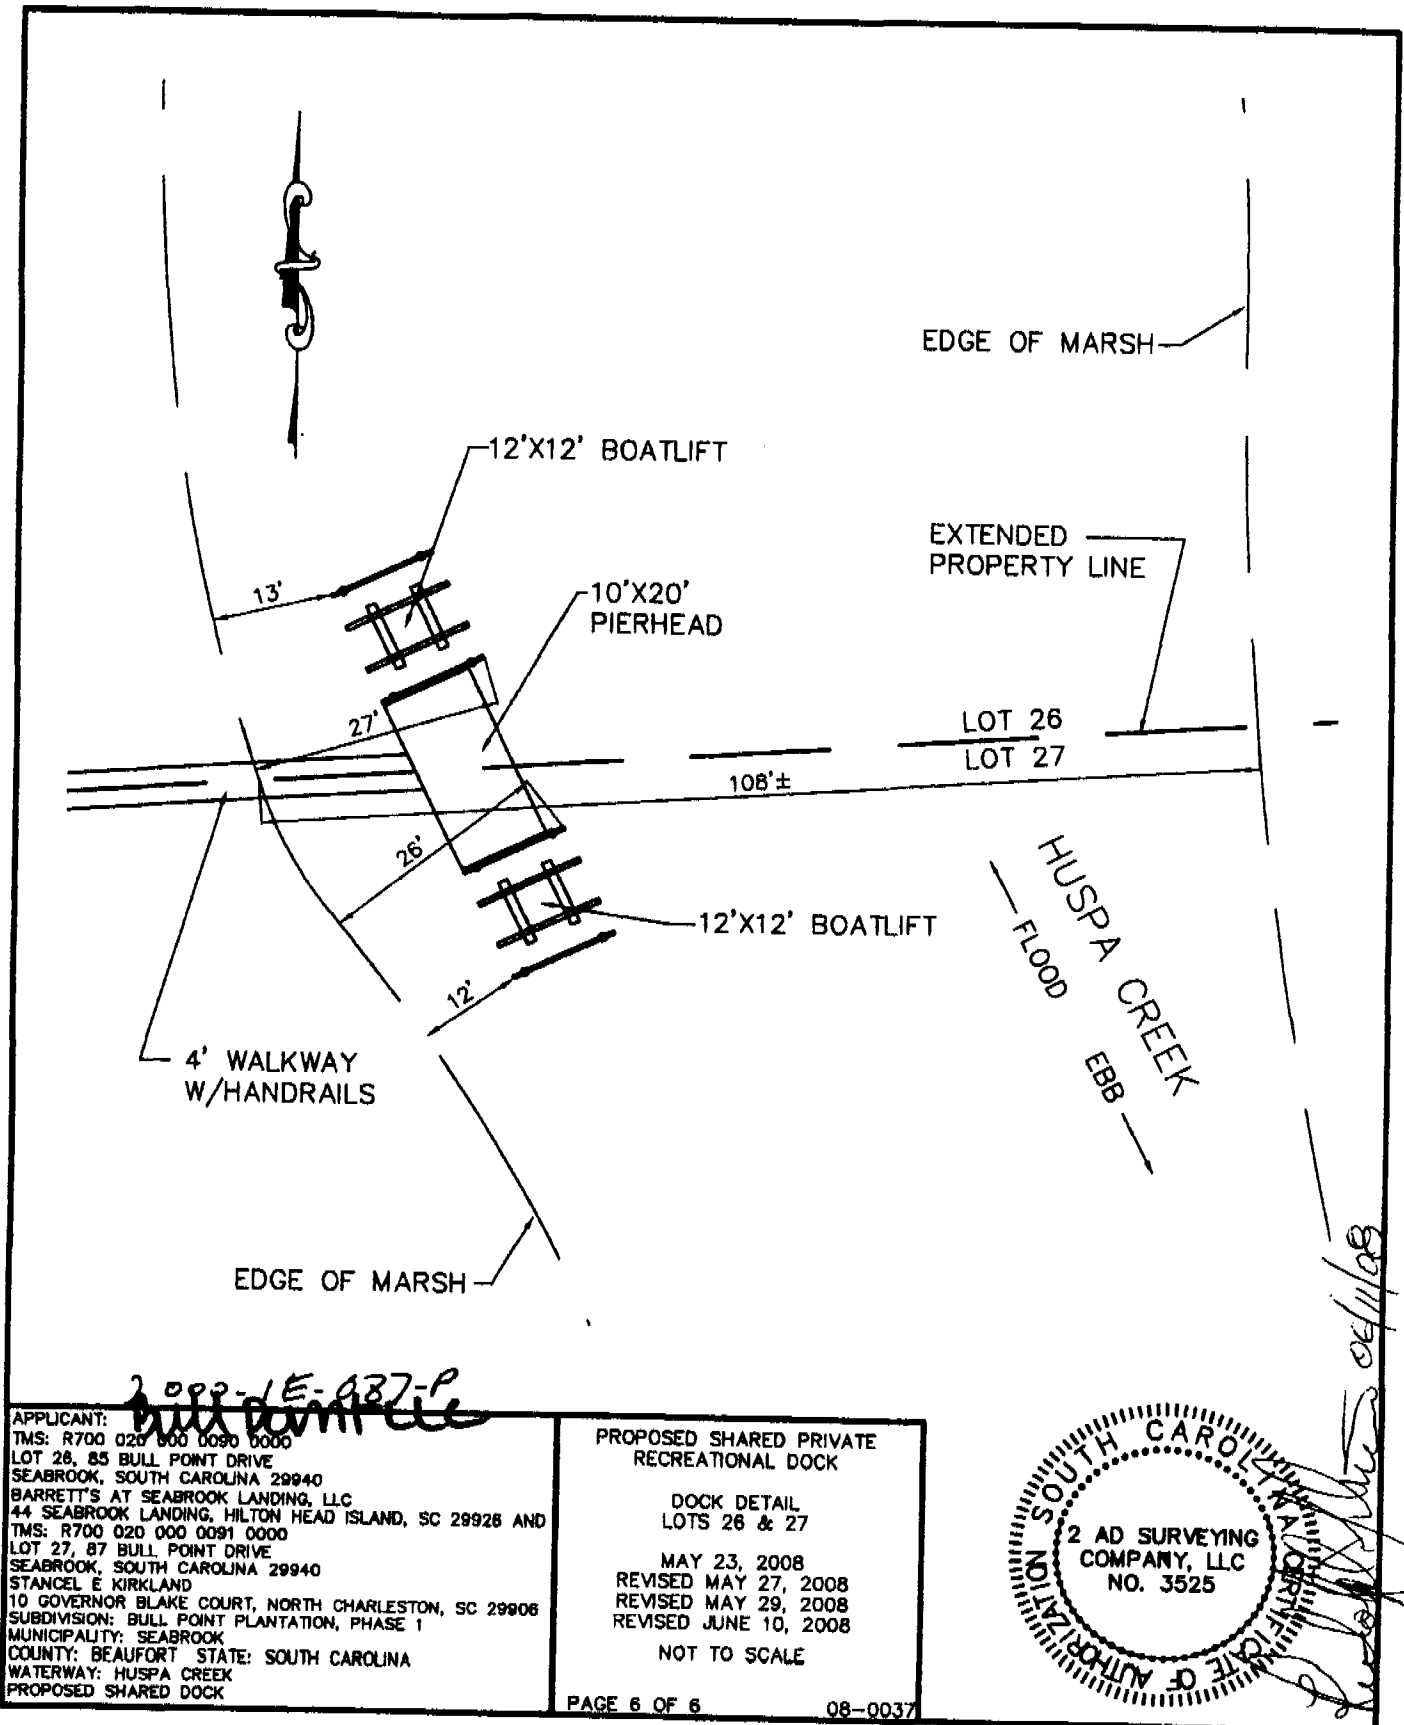 EDGE OF MARSH
12'X12' BOATLIFT
EXTENDED
PROPERTY LINE
13'
10'X20'
PIERHEAD
27'
LOT 26
LOT 27
108'±
26'
HUSPA CREEK
FLOOD
EBB
12'X12' BOATLIFT
12'
4' WALKWAY
W/HANDRAILS
EDGE OF MARSH
06/11/08
Bull Point LLC
APPLICANT:
TMS: R700 020 000 0090 0000
LOT 26, 85 BULL POINT DRIVE
SEABROOK, SOUTH CAROLINA 29940
BARRETT'S AT SEABROOK LANDING, LLC
44 SEABROOK LANDING, HILTON HEAD ISLAND, SC 29926 AND
TMS: R700 020 000 0091 0000
LOT 27, 87 BULL POINT DRIVE
SEABROOK, SOUTH CAROLINA 29940
STANCEL E KIRKLAND
10 GOVERNOR BLAKE COURT, NORTH CHARLESTON, SC 29906
SUBDIVISION: BULL POINT PLANTATION, PHASE 1
MUNICIPALITY: SEABROOK
COUNTY: BEAUFORT STATE: SOUTH CAROLINA
WATERWAY: HUSPA CREEK
PROPOSED SHARED DOCK
PROPOSED SHARED PRIVATE
RECREATIONAL DOCK
DOCK DETAIL
LOTS 26 & 27
MAY 23, 2008
REVISED MAY 27, 2008
REVISED MAY 29, 2008
REVISED JUNE 10, 2008
NOT TO SCALE
PAGE 6 OF 6 08-0037
SOUTH CAROLINA
CERTIFICATE OF AUTHORIZATION
2 AD SURVEYING
COMPANY, LLC
NO. 3525